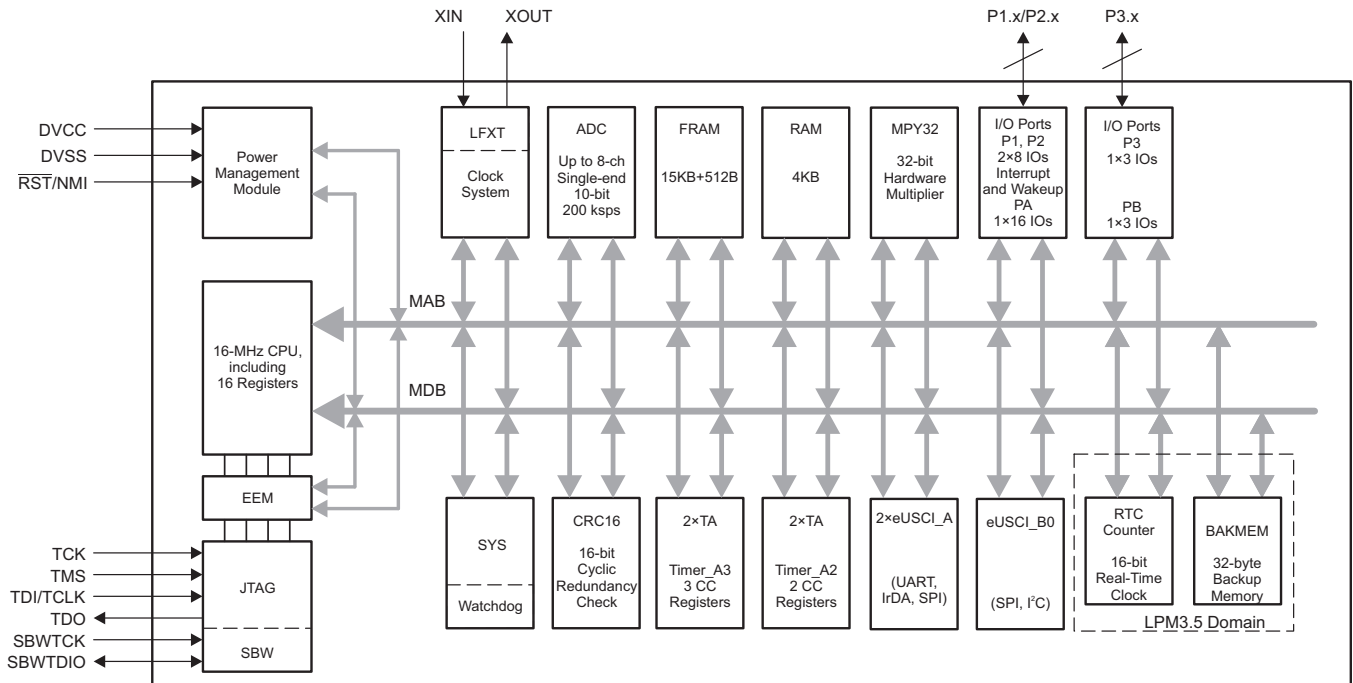 XIN
XOUT
P1.x/P2.x
P3.x
DVCC
DVSS
RST/NMI
Power
Management
Module
LFXT
Clock
System
ADC
Up to 8-ch
Single-end
10-bit
200 ksps
FRAM
15KB+512B
RAM
4KB
MPY32
32-bit
Hardware
Multiplier
I/O Ports
P1, P2
2×8 IOs
Interrupt
and Wakeup
PA
1×16 IOs
I/O Ports
P3
1×3 IOs
PB
1×3 IOs
MAB
16-MHz CPU,
including
16 Registers
MDB
EEM
TCK
TMS
TDI/TCLK
TDO
SBWTCK
SBWTDIO
JTAG
SBW
SYS
Watchdog
CRC16
16-bit
Cyclic
Redundancy
Check
2×TA
Timer_A3
3 CC
Registers
2×TA
Timer_A2
2 CC
Registers
2×eUSCI_A
(UART,
IrDA, SPI)
eUSCI_B0
(SPI, I²C)
RTC
Counter
16-bit
Real-Time
Clock
BAKMEM
32-byte
Backup
Memory
LPM3.5 Domain